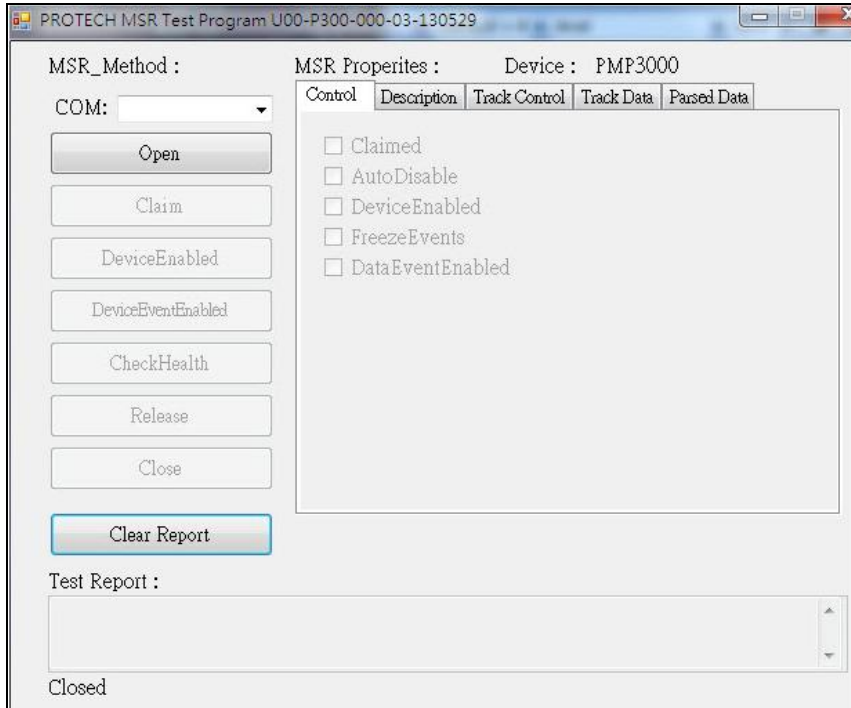 PROTECH MSR Test Program U00-P300-000-03-130529
MSR_Method :
MSR Properites :
Device : PMP3000
COM:
Open
Claim
DeviceEnabled
DeviceEventEnabled
CheckHealth
Release
Close
Clear Report
Control
Description
Track Control
Track Data
Parsed Data
Claimed
AutoDisable
DeviceEnabled
FreezeEvents
DataEventEnabled
Test Report :
Closed